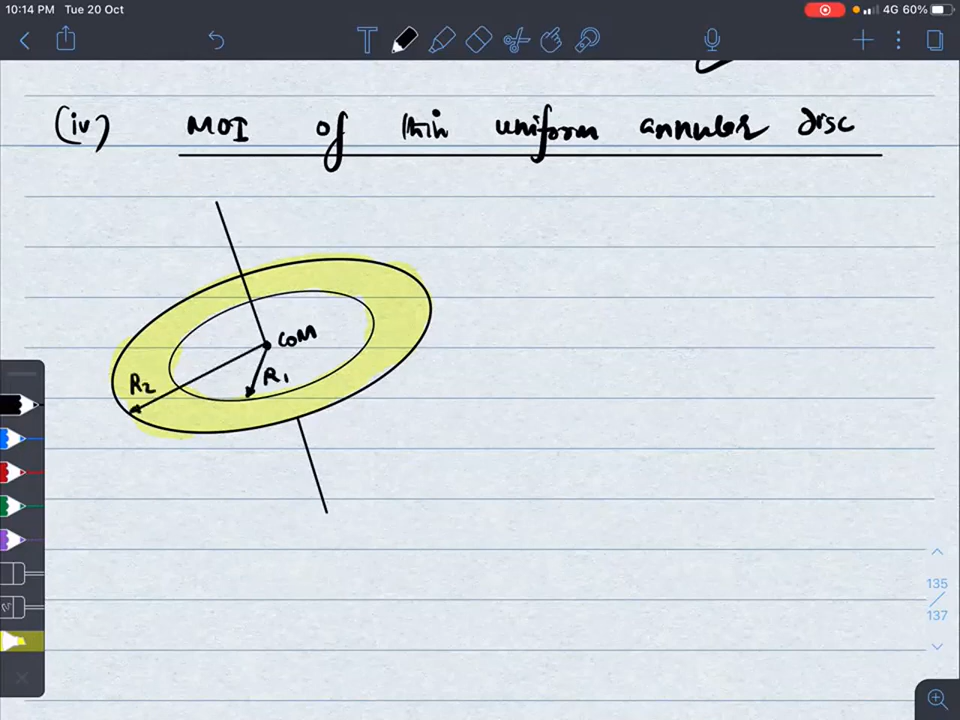 10:14 PM Tue 20 Oct 4G 60%
(iv) MOI of thin uniform annular disc
COM
R1
R2
135
137